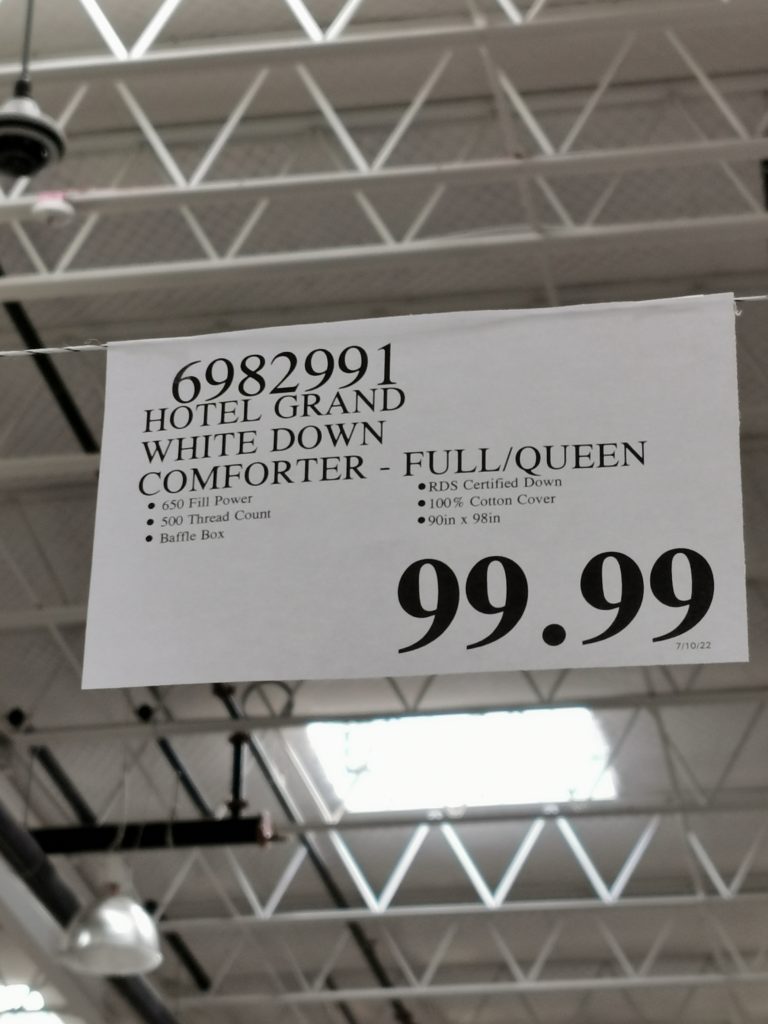 6982991
HOTEL GRAND
WHITE DOWN
COMFORTER - FULL/QUEEN
• 650 Fill Power
• 500 Thread Count
• Baffle Box
• RDS Certified Down
• 100% Cotton Cover
• 90in x 98in
99.99
7/10/22